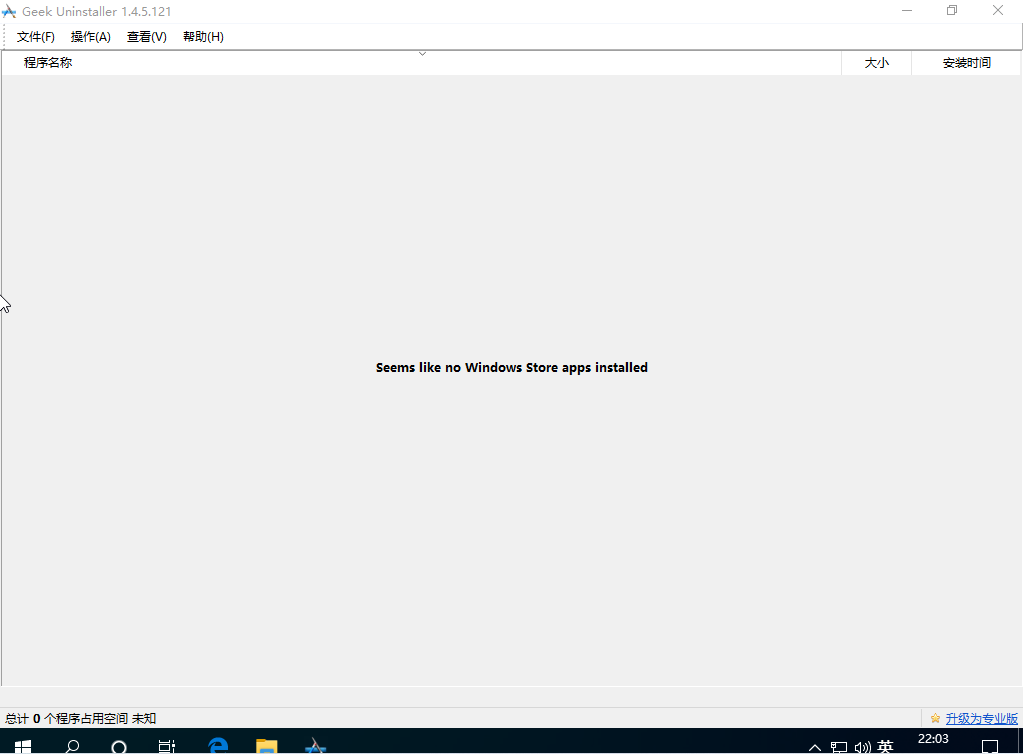 Geek Uninstaller 1.4.5.121
文件(F) 操作(A) 查看(V) 帮助(H)
程序名称 大小 安装时间
Seems like no Windows Store apps installed
总计 0 个程序占用空间 未知 升级为专业版
英 22:03